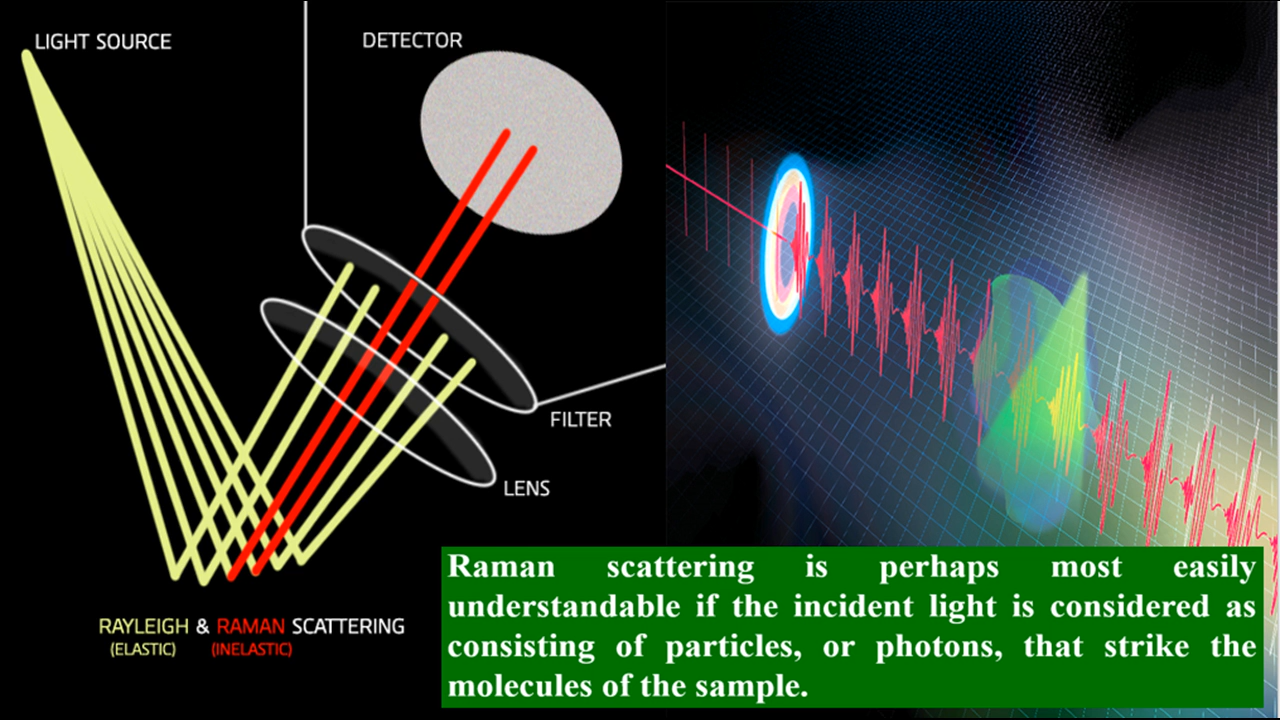 LIGHT SOURCE
DETECTOR
FILTER
LENS
RAYLEIGH & RAMAN SCATTERING
(ELASTIC) (INELASTIC)
Raman scattering is perhaps most easily
understandable if the incident light is considered as
consisting of particles, or photons, that strike the
molecules of the sample.